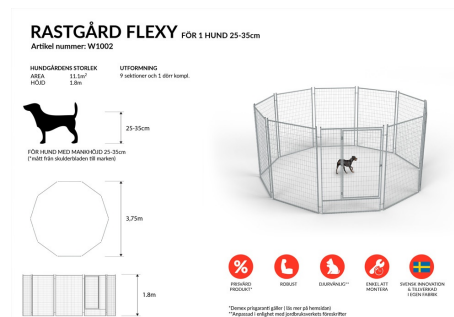 RASTGÅRD FLEXY FÖR 1 HUND 25-35cm
Artikel nummer: W1002
HUNDGÅRDENS STORLEK
AREA 11.1m²
HÖJD 1.8m
UTFORMNING
9 sektioner och 1 dörr kompl.
25-35cm
FÖR HUND MED MANKHÖJD 25-35cm
(*mått från skulderbladen till marken)
3,75m
1.8m
%
PRISVÄRD
PRODUKT*
ROBUST
DJURVÄNLIG**
ENKEL ATT
MONTERA
SVENSK INNOVATION
& TILLVERKAD
I EGEN FABRIK
*Demex prisgaranti gäller ( läs mer på hemsidan)
**Anpassad i enlighet med jordbruksverkets föreskrifter